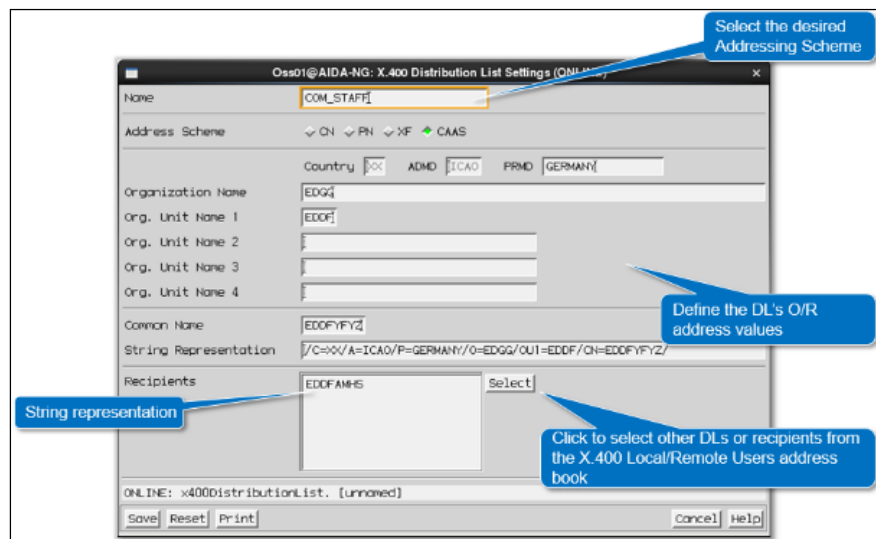 Select the desired
Addressing Scheme
Oss01@AIDA-NG: X.400 Distribution List Settings (ONLINE)
Name COM_STAFF
Address Scheme CN PN XF CAAS
Country XX ADMD ICAO PRMD GERMANY
Organization Name EDGG
Org. Unit Name 1 EDDF
Org. Unit Name 2
Org. Unit Name 3
Org. Unit Name 4
Define the DL's O/R
address values
Common Name EDDFYFYZ
String Representation /C=XX/A=ICAO/P=GERMANY/O=EDGG/OU1=EDDF/CN=EDDFYFYZ/
Recipients EDDFAMHS Select
String representation
Click to select other DLs or recipients from
the X.400 Local/Remote Users address
book
ONLINE: x400DistributionList. [unnamed]
Save Reset Print Cancel Help